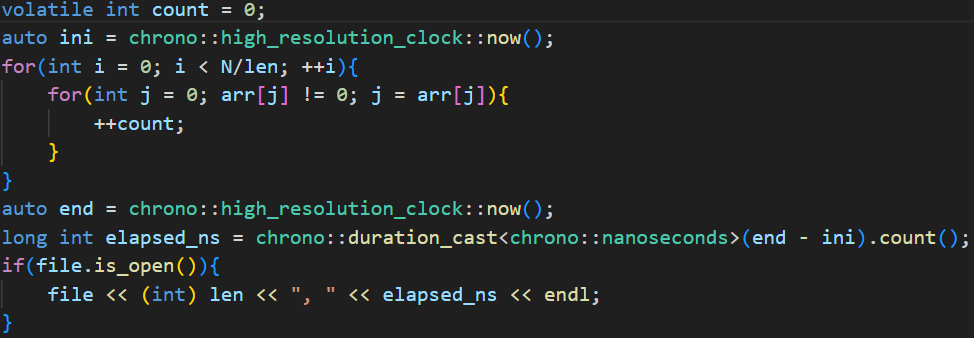 volatile int count = 0;
auto ini = chrono::high_resolution_clock::now();
for(int i = 0; i < N/len; ++i){
    for(int j = 0; arr[j] != 0; j = arr[j]){
        ++count;
    }
}
auto end = chrono::high_resolution_clock::now();
long int elapsed_ns = chrono::duration_cast<chrono::nanoseconds>(end - ini).count();
if(file.is_open()){
    file << (int) len << ", " << elapsed_ns << endl;
}